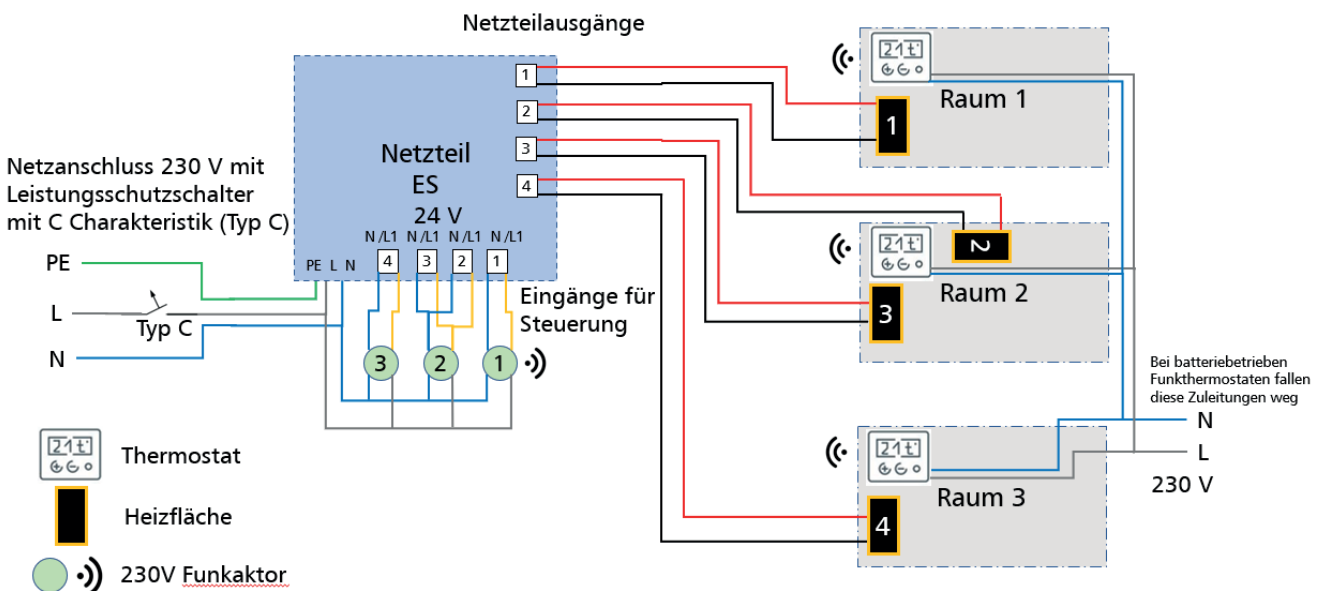 Netzteilausgänge
Netzteil
ES
24 V
1
2
3
4
N /L1 N /L1 N /L1 N/L1
4 3 2 1
PE L N
Netzanschluss 230 V mit
Leistungsschutzschalter
mit C Charakteristik (Typ C)
PE
L
Typ C
N
Eingänge für
Steuerung
3 2 1
Thermostat
Heizfläche
230V Funkaktor
Raum 1
1
Raum 2
2
3
Raum 3
4
Bei batteriebetrieben
Funkthermostaten fallen
diese Zuleitungen weg
N
L
230 V